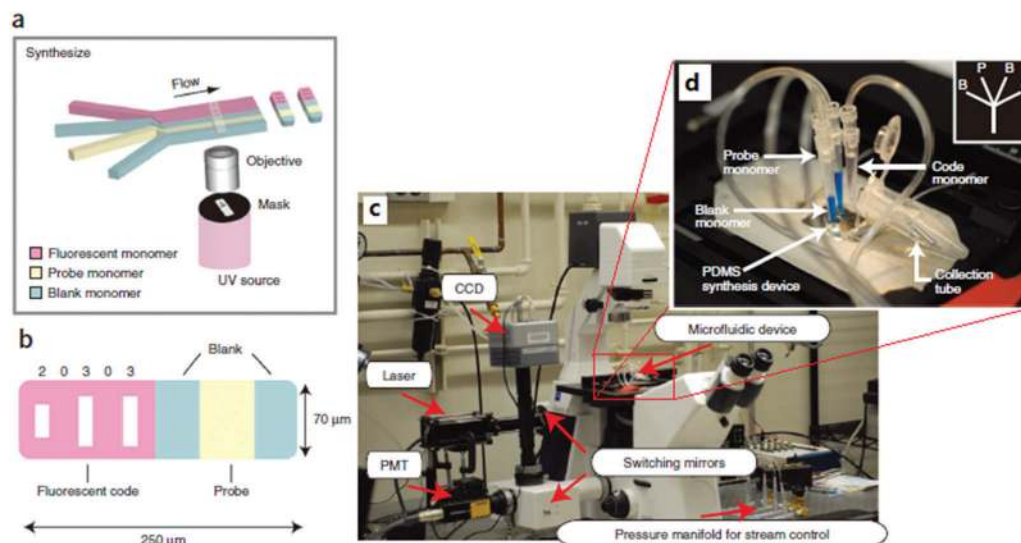 a
Synthesize
Flow
Objective
Mask
UV source
Fluorescent monomer
Probe monomer
Blank monomer
b
Blank
2 0 3 0 3
70 µm
Fluorescent code
Probe
250 µm
c
CCD
Laser
PMT
Microfluidic device
Switching mirrors
Pressure manifold for stream control
d
B P B
Probe
monomer
Code
monomer
Blank
monomer
PDMS
synthesis device
Collection
tube